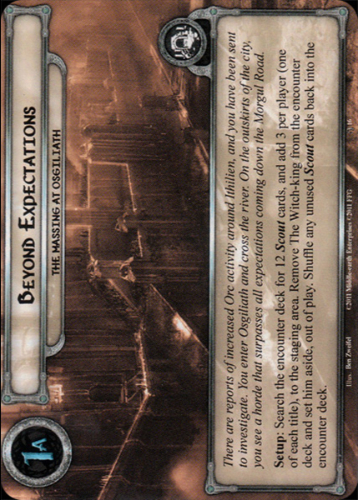 1A
BEYOND EXPECTATIONS
THE MASSING AT OSGILIATH
There are reports of increased Orc activity around Ithilien, and you have been sent
to investigate. You enter Osgiliath and cross the river. On the outskirts of the city,
you see a horde that surpasses all expectations coming down the Morgul Road.
Setup: Search the encounter deck for 12 Scout cards, and add 3 per player (one
of each title), to the staging area. Remove The Witch-king from the encounter
deck and set him aside, out of play. Shuffle any unused Scout cards back into the
encounter deck.
Illus. Ben Zweifel
©2011 Middle-earth Enterprises ©2011 FFG